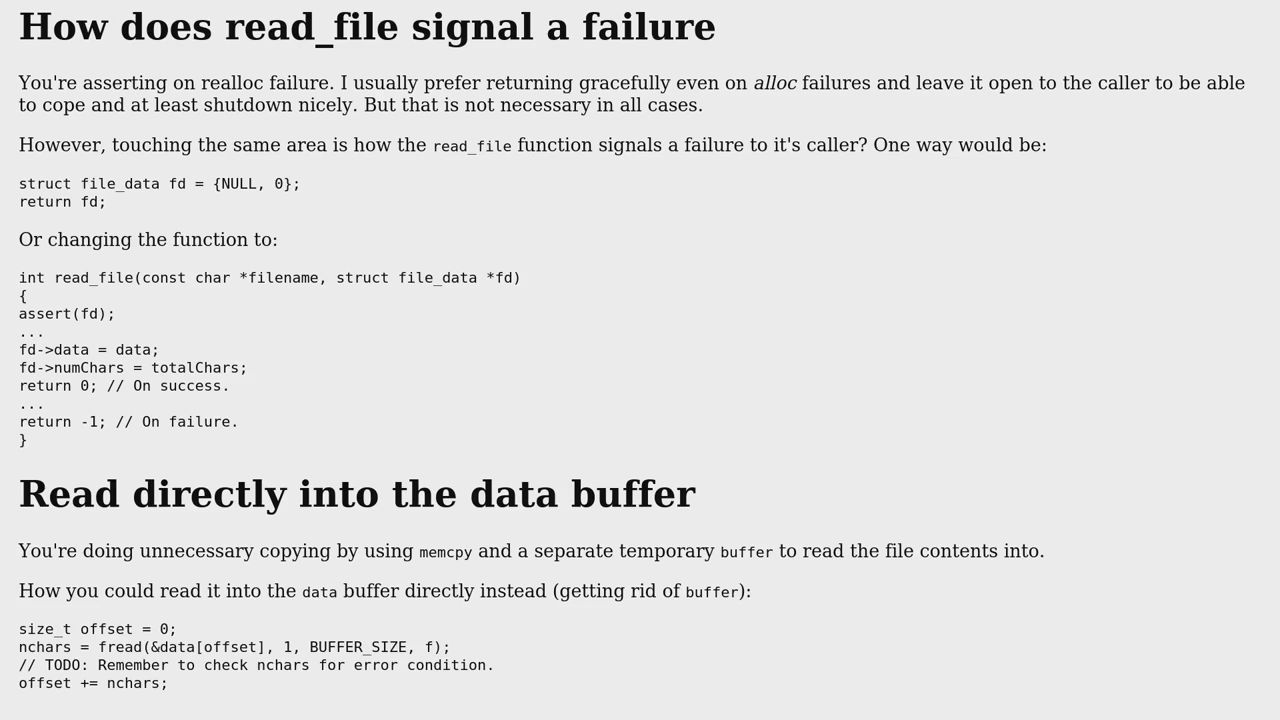 How does read_file signal a failure
You're asserting on realloc failure. I usually prefer returning gracefully even on alloc failures and leave it open to the caller to be able
to cope and at least shutdown nicely. But that is not necessary in all cases.
However, touching the same area is how the read_file function signals a failure to it's caller? One way would be:
struct file_data fd = {NULL, 0};
return fd;
Or changing the function to:
int read_file(const char *filename, struct file_data *fd)
{
assert(fd);
...
fd->data = data;
fd->numChars = totalChars;
return 0; // On success.
...
return -1; // On failure.
}
Read directly into the data buffer
You're doing unnecessary copying by using memcpy and a separate temporary buffer to read the file contents into.
How you could read it into the data buffer directly instead (getting rid of buffer):
size_t offset = 0;
nchars = fread(&data[offset], 1, BUFFER_SIZE, f);
// TODO: Remember to check nchars for error condition.
offset += nchars;